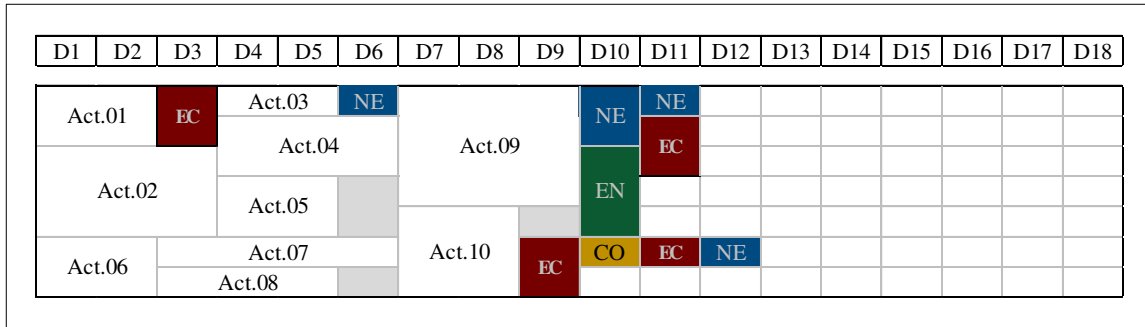 D1 D2 D3 D4 D5 D6 D7 D8 D9 D10 D11 D12 D13 D14 D15 D16 D17 D18
Act.01 EC Act.03 NE Act.09 NE NE
Act.04 EC
Act.02 Act.05 EN
Act.06 Act.07 Act.10 EC CO EC NE
Act.08